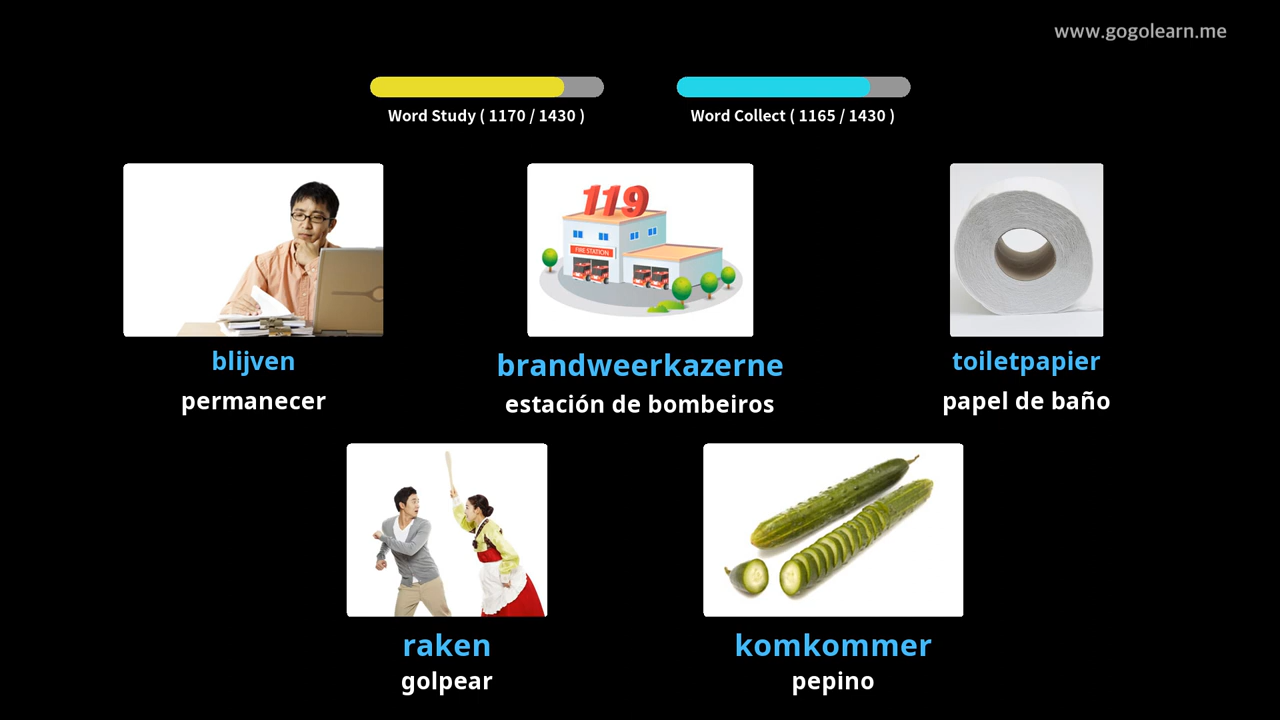 www.gogolearn.me
Word Study ( 1170 / 1430 )
Word Collect ( 1165 / 1430 )
119
FIRE STATION
blijven
permanecer
brandweerkazerne
estación de bombeiros
toiletpapier
papel de baño
raken
golpear
komkommer
pepino